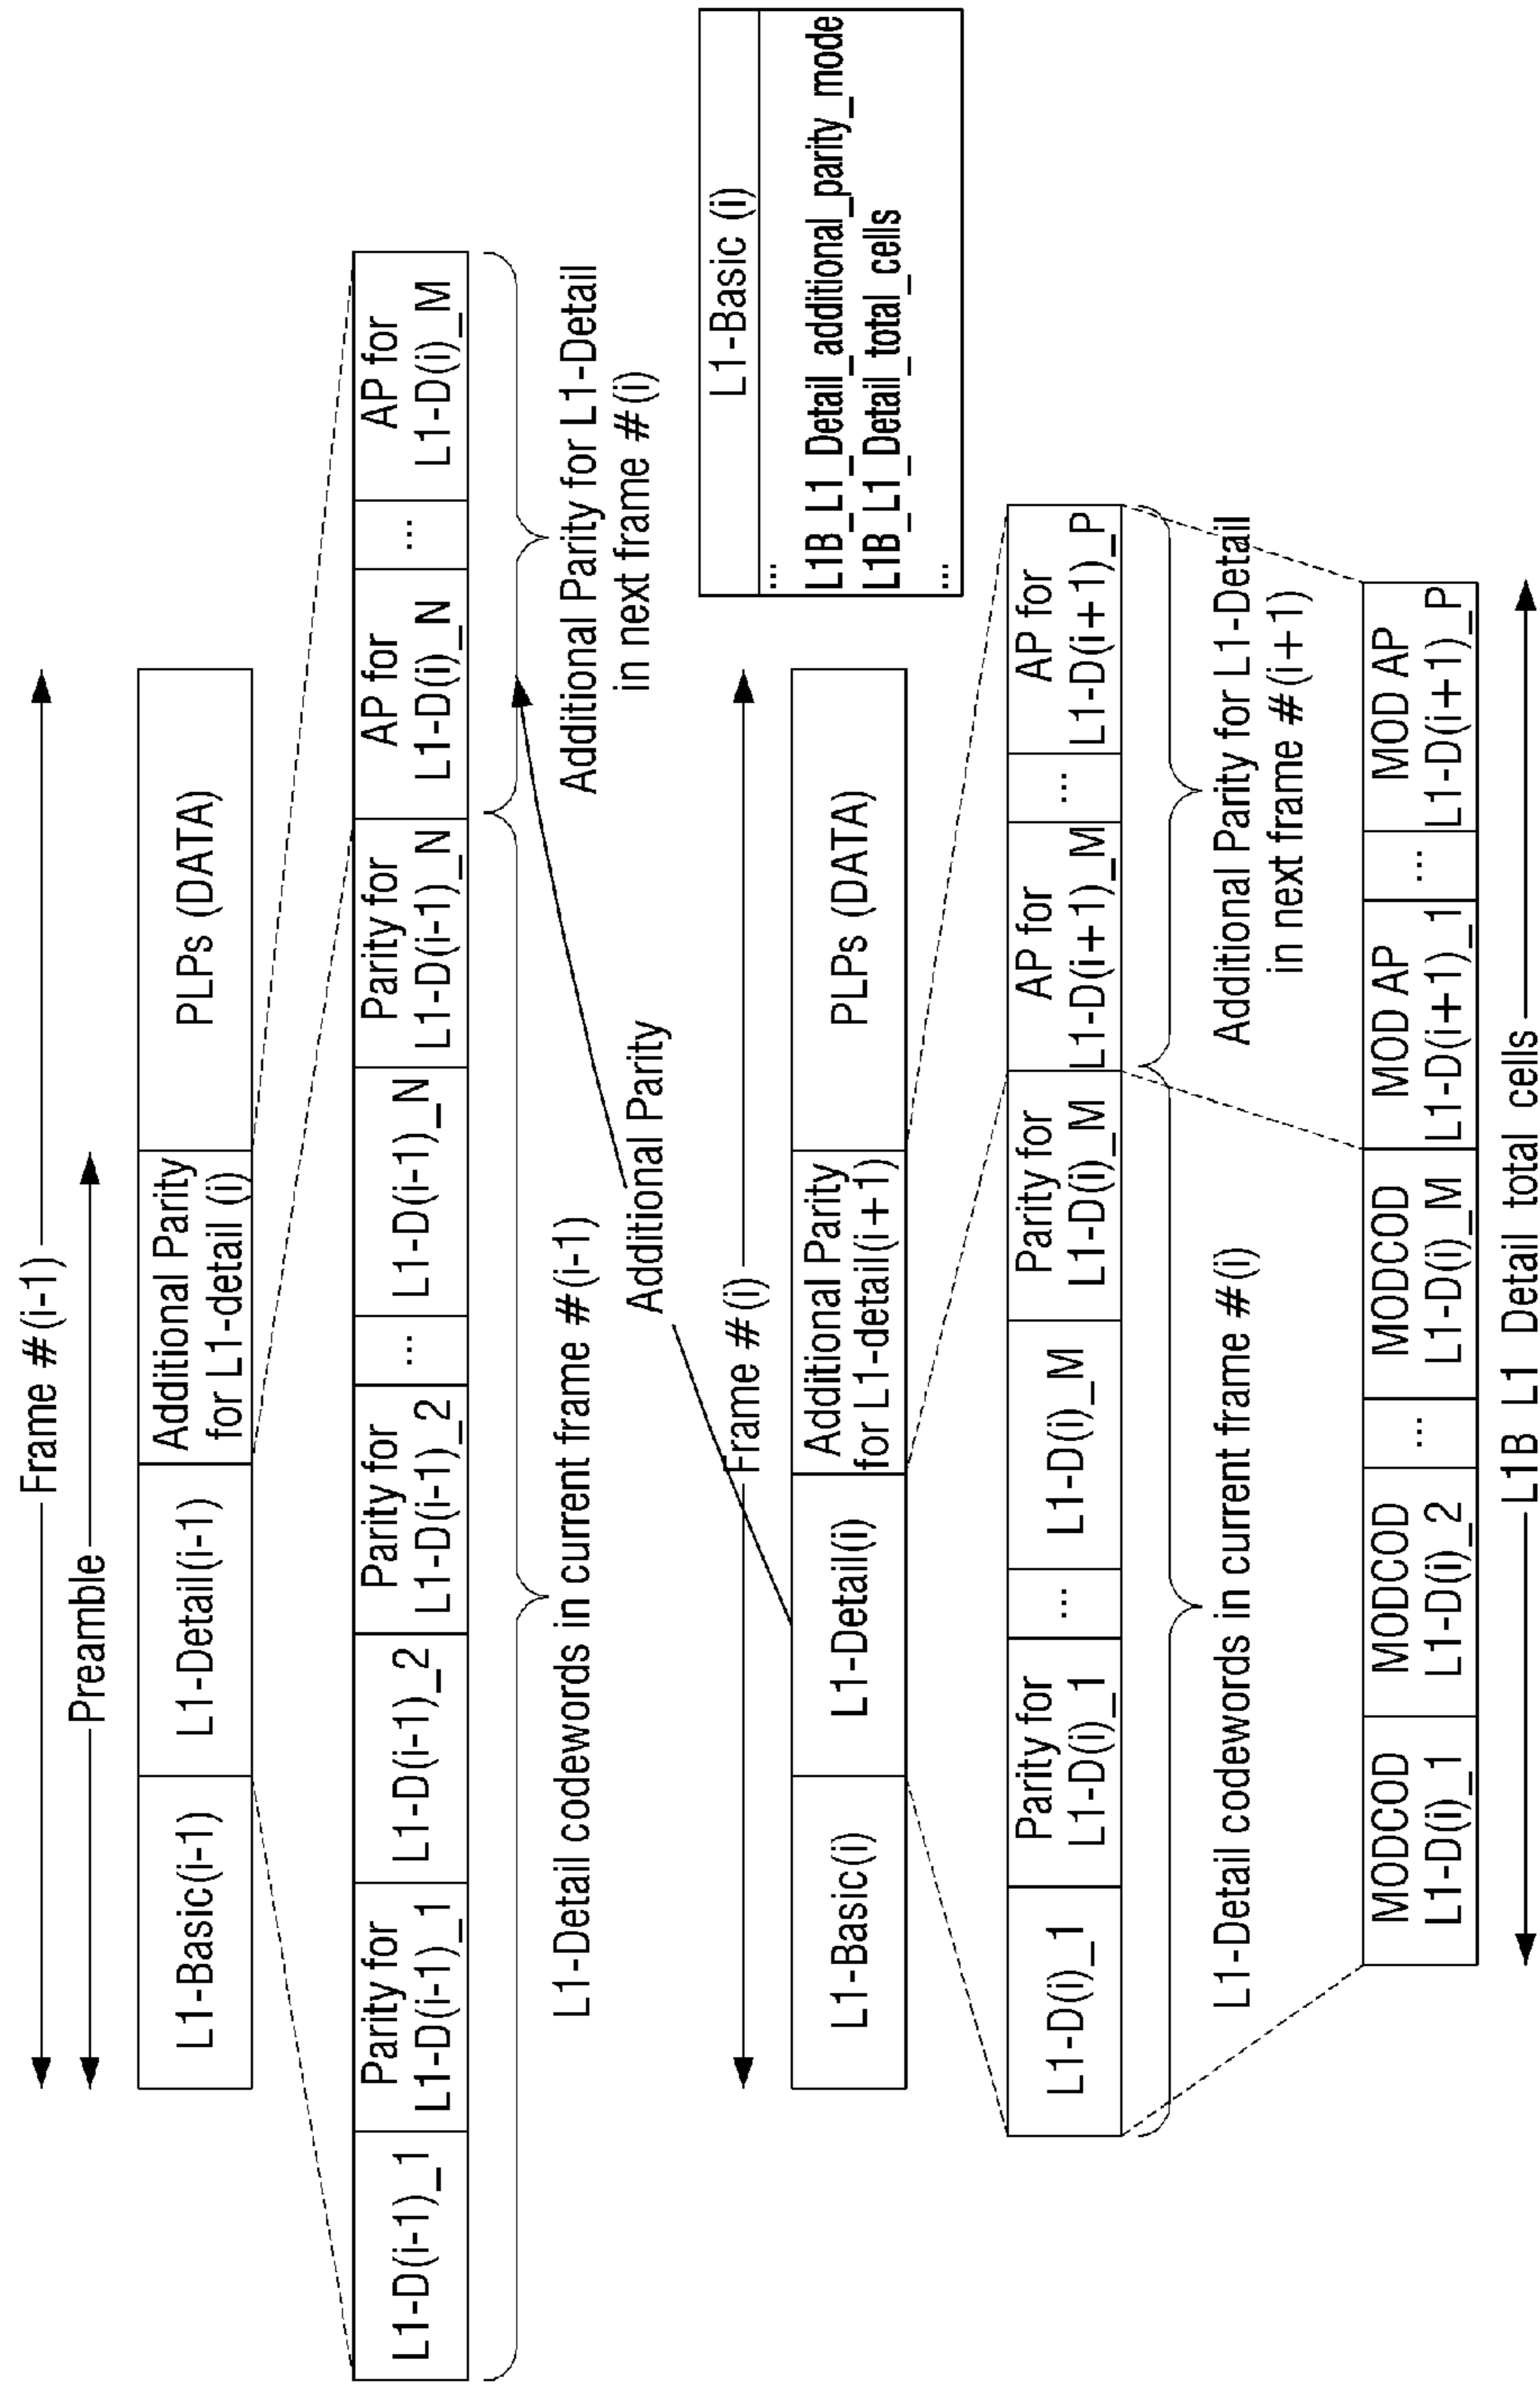 Frame #(i-1)
Preamble
L1-Basic(i-1)
L1-Detail(i-1)
Additional Parity
for L1-detail (i)
PLPs (DATA)
L1-D(i-1)_1
Parity for
L1-D(i-1)_1
L1-D(i-1)_2
Parity for
L1-D(i-1)_2
...
L1-D(i-1)_N
Parity for
L1-D(i-1)_N
AP for
L1-D(i)_N
...
AP for
L1-D(i)_M
L1-Detail codewords in current frame #(i-1)
Additional Parity for L1-Detail
in next frame #(i)
Additional Parity
L1-Basic (i)
...
L1B_L1_Detail_additional_parity_mode
L1B_L1_Detail_total_cells
...
Frame #(i)
L1-Basic(i)
L1-Detail(i)
Additional Parity
for L1-detail(i+1)
PLPs (DATA)
L1-D(i)_1
Parity for
L1-D(i)_1
...
L1-D(i)_M
Parity for
L1-D(i)_M
AP for
L1-D(i+1)_M
...
AP for
L1-D(i+1)_P
L1-Detail codewords in current frame #(i)
Additional Parity for L1-Detail
in next frame #(i+1)
MODCOD
L1-D(i)_1
MODCOD
L1-D(i)_2
...
MODCOD
L1-D(i)_M
MOD AP
L1-D(i+1)_1
...
MOD AP
L1-D(i+1)_P
L1B_L1_Detail_total_cells